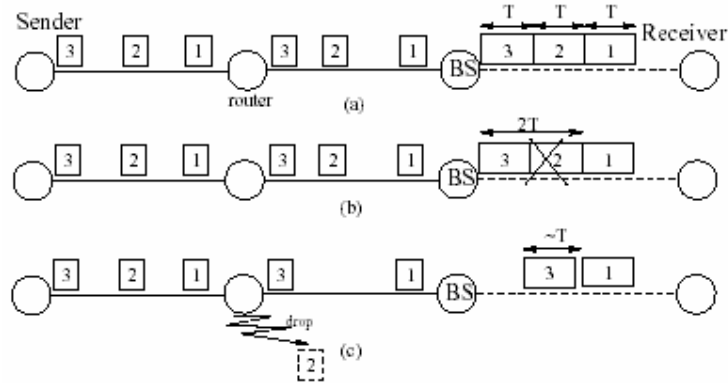 Sender
T T T
Receiver
3 2 1 3 2 1 BS 3 2 1
router
(a)
2T
3 2 1 3 2 1 BS 3 2 1
(b)
~T
3 2 1 3 1 BS 3 1
drop
(c)
2